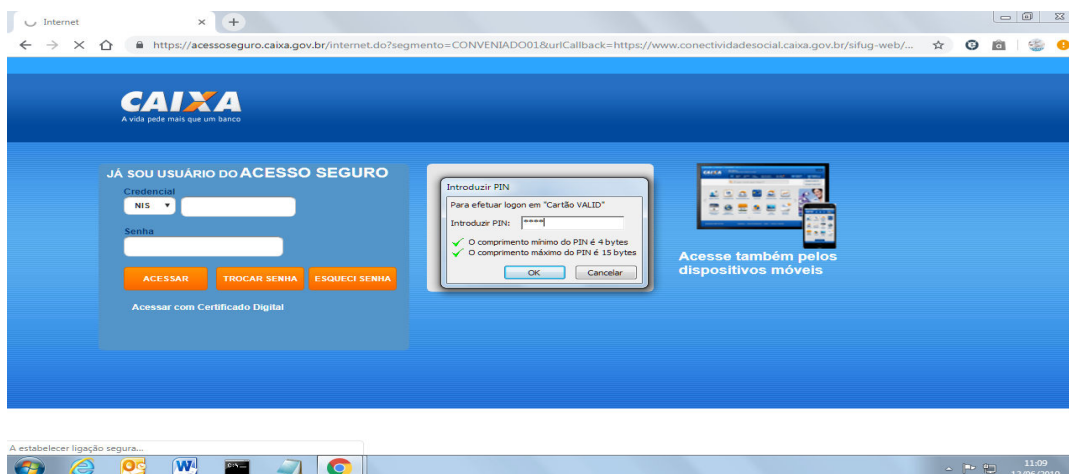 Internet
https://acessoseguro.caixa.gov.br/internet.do?segmento=CONVENIADO01&urlCallback=https://www.conectividadesocial.caixa.gov.br/sifug-web/...
CAIXA
A vida pede mais que um banco
JÁ SOU USUÁRIO DO ACESSO SEGURO
Credencial
NIS
Senha
ACESSAR TROCAR SENHA ESQUECI SENHA
Acessar com Certificado Digital
Introduzir PIN
Para efetuar logon em "Cartão VALID"
Introduzir PIN: ****
O comprimento mínimo do PIN é 4 bytes
O comprimento máximo do PIN é 15 bytes
OK Cancelar
Acesse também pelos
dispositivos móveis
A estabelecer ligação segura...
11:09